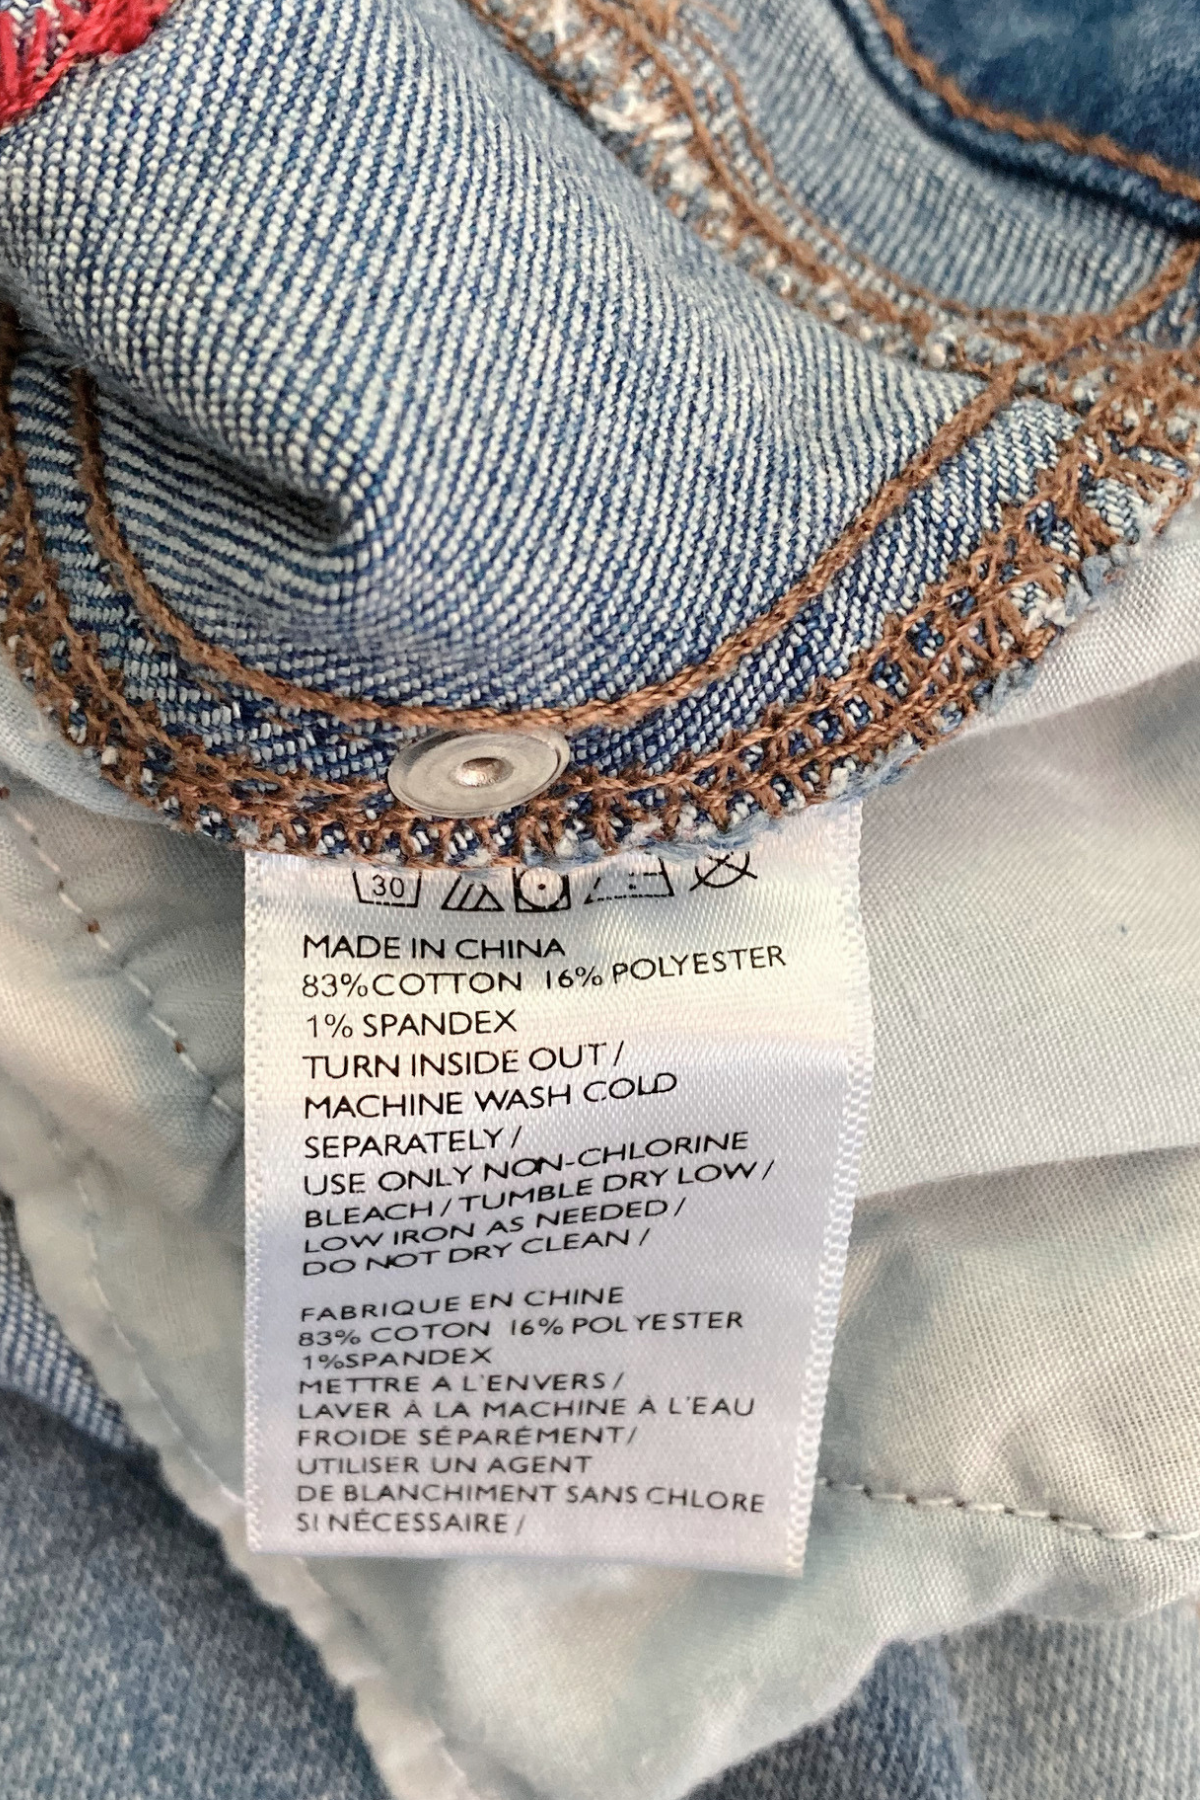 30
MADE IN CHINA
83%COTTON 16% POLYESTER
1% SPANDEX
TURN INSIDE OUT /
MACHINE WASH COLD
SEPARATELY /
USE ONLY NON-CHLORINE
BLEACH / TUMBLE DRY LOW /
LOW IRON AS NEEDED /
DO NOT DRY CLEAN /
FABRIQUE EN CHINE
83% COTON 16% POLYESTER
1%SPANDEX
METTRE A L'ENVERS /
LAVER À LA MACHINE À L'EAU
FROIDE SÉPARÉMENT/
UTILISER UN AGENT
DE BLANCHIMENT SANS CHLORE
SI NÉCESSAIRE /